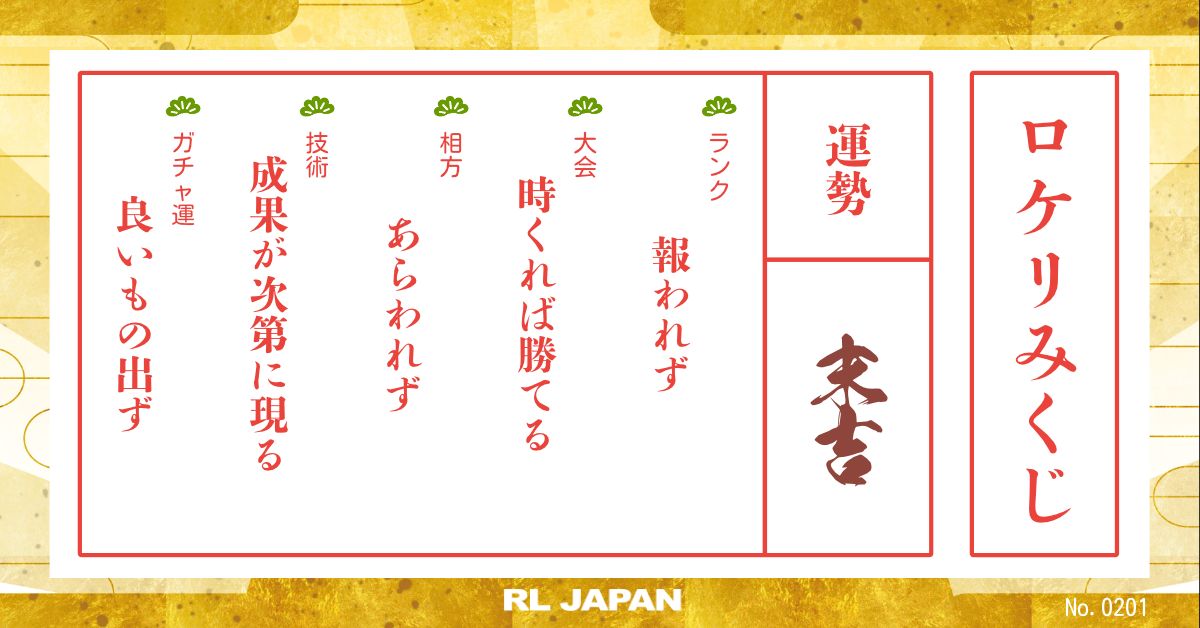 ロケリみくじ
運勢
末吉
ランク
報われず
大会
時くれば勝てる
相方
あらわれず
技術
成果が次第に現る
ガチャ運
良いもの出ず
RL JAPAN
No. 0201